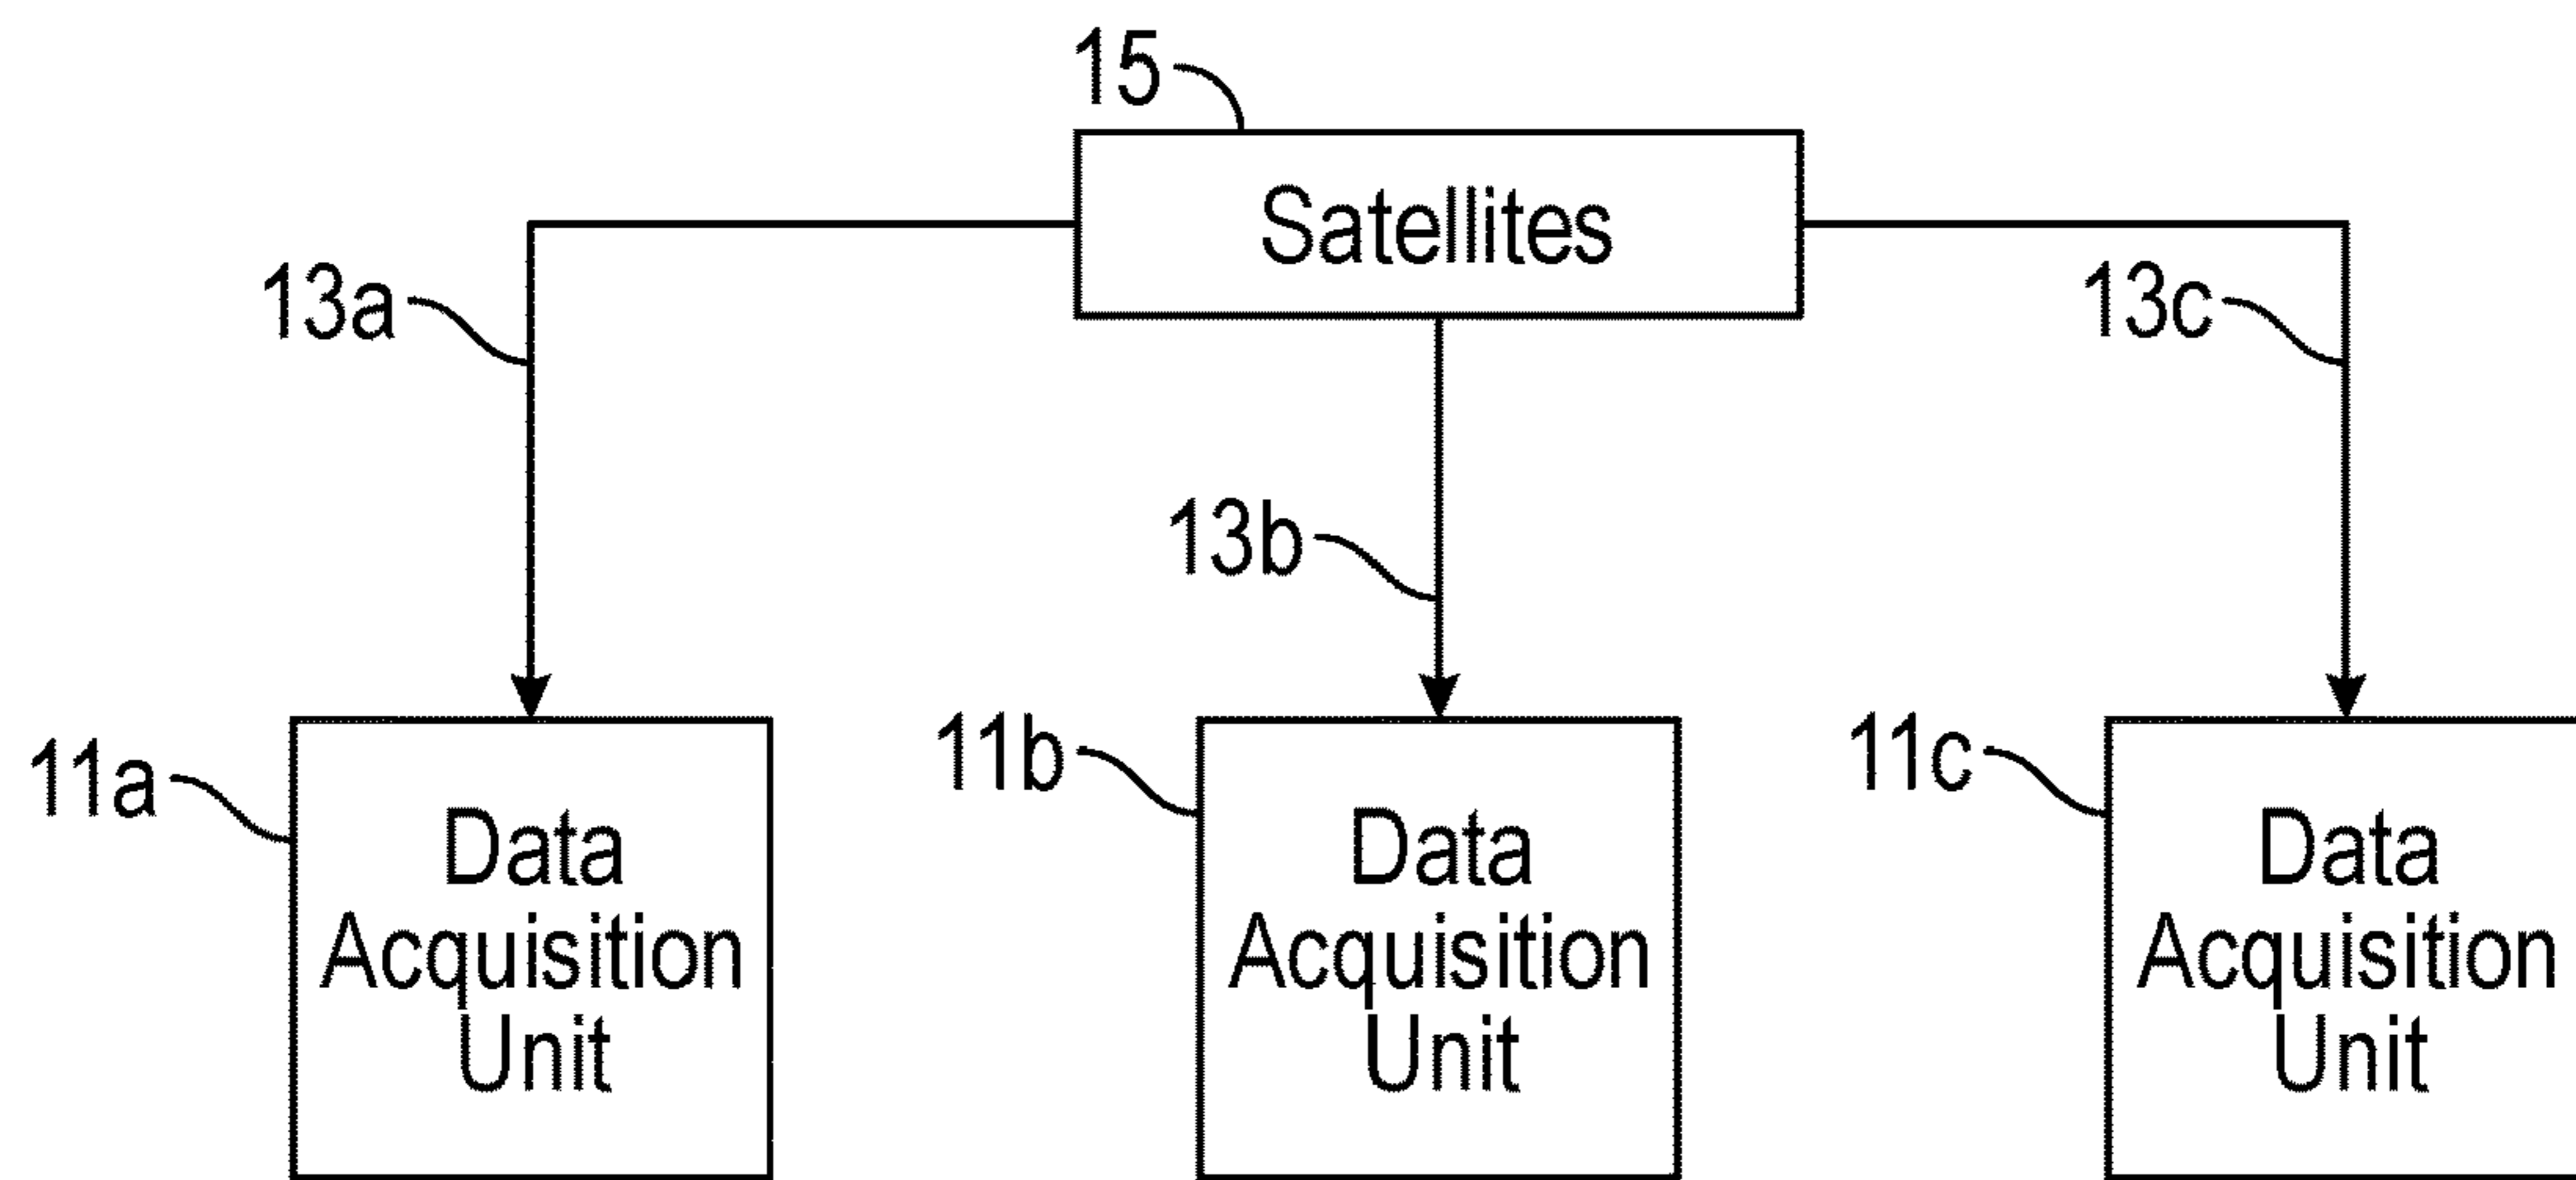 15
Satellites
13a
13c
13b
11a
11b
11c
Data
Acquisition
Unit
Data
Acquisition
Unit
Data
Acquisition
Unit